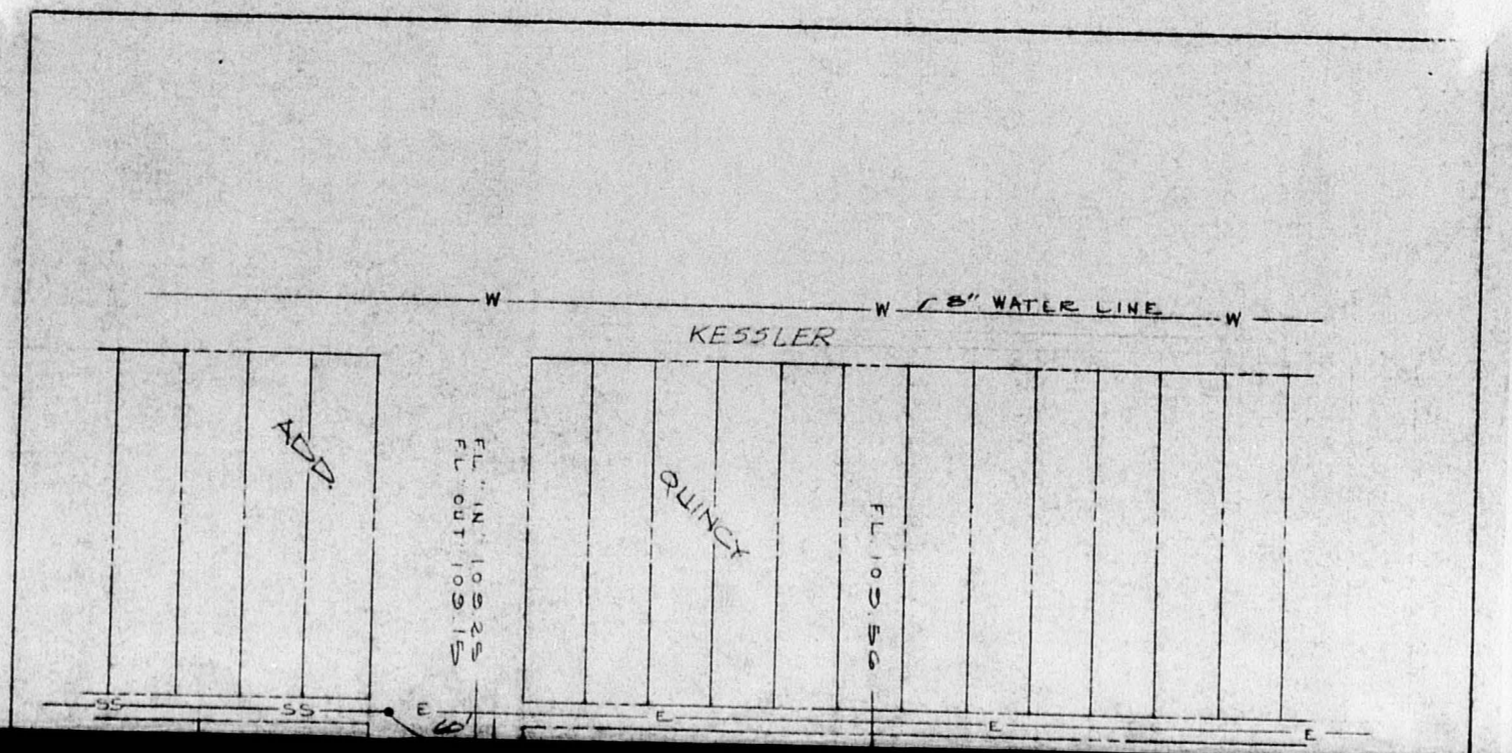 W W 8" WATER LINE W
KESSLER
ADD.
FL "IN" 109.25
FL "OUT" 109.15
QUINCY
FL 109.56
SS SS E E E E